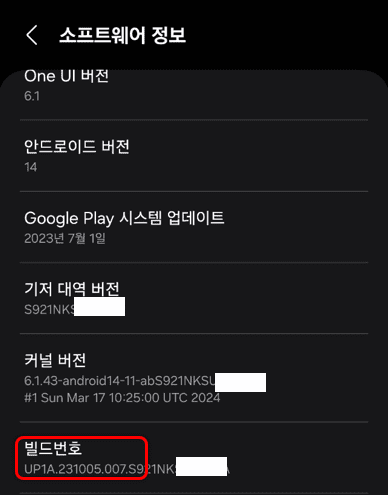 소프트웨어 정보
One UI 버전
6.1
안드로이드 버전
14
Google Play 시스템 업데이트
2023년 7월 1일
기저 대역 버전
S921NKS
커널 버전
6.1.43-android14-11-abS921NKSU
#1 Sun Mar 17 10:25:00 UTC 2024
빌드번호
UP1A.231005.007.S921NK